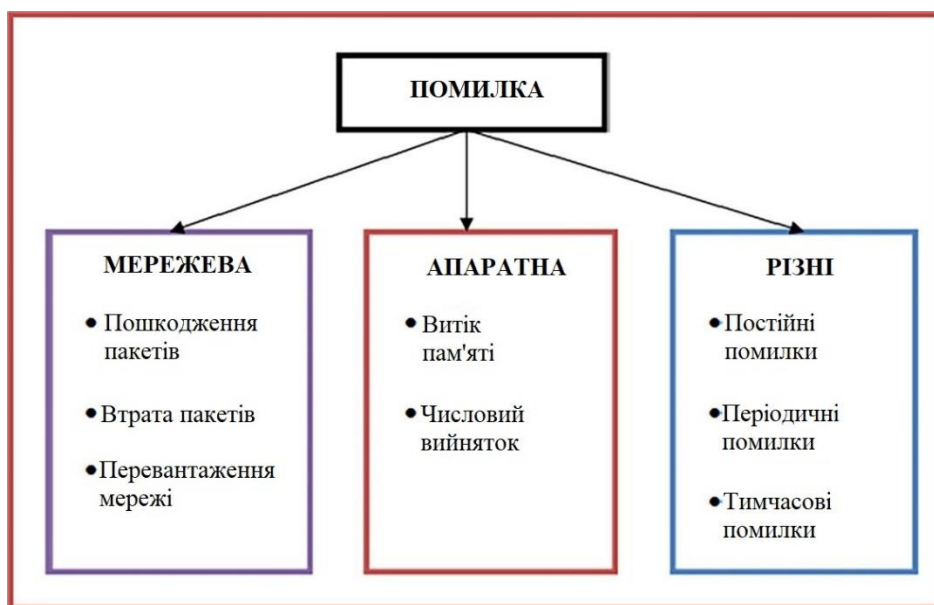 ПОМИЛКА
МЕРЕЖЕВА
• Пошкодження
пакетів
• Втрата пакетів
• Перевантаження
мережі
АПАРАТНА
• Витік
пам'яті
• Числовий
вийняток
РІЗНІ
• Постійні
помилки
• Періодичні
помилки
• Тимчасові
помилки